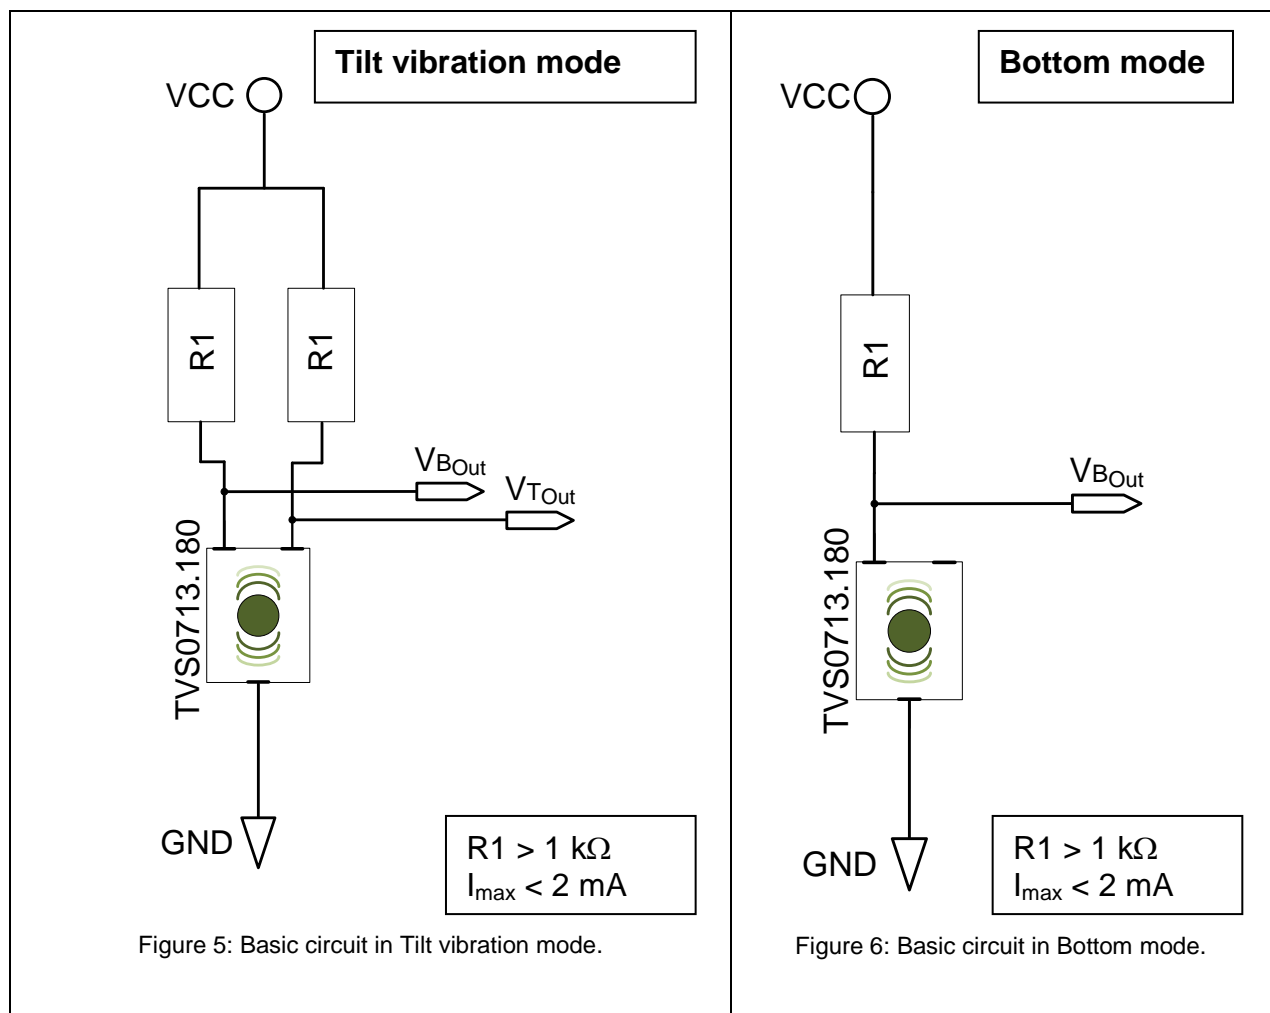 Tilt vibration mode
VCC
R1
R1
VBOut
VTOut
TVS0713.180
GND
R1 > 1 kΩ
Imax < 2 mA
Figure 5: Basic circuit in Tilt vibration mode.
Bottom mode
VCC
R1
VBOut
TVS0713.180
GND
R1 > 1 kΩ
Imax < 2 mA
Figure 6: Basic circuit in Bottom mode.